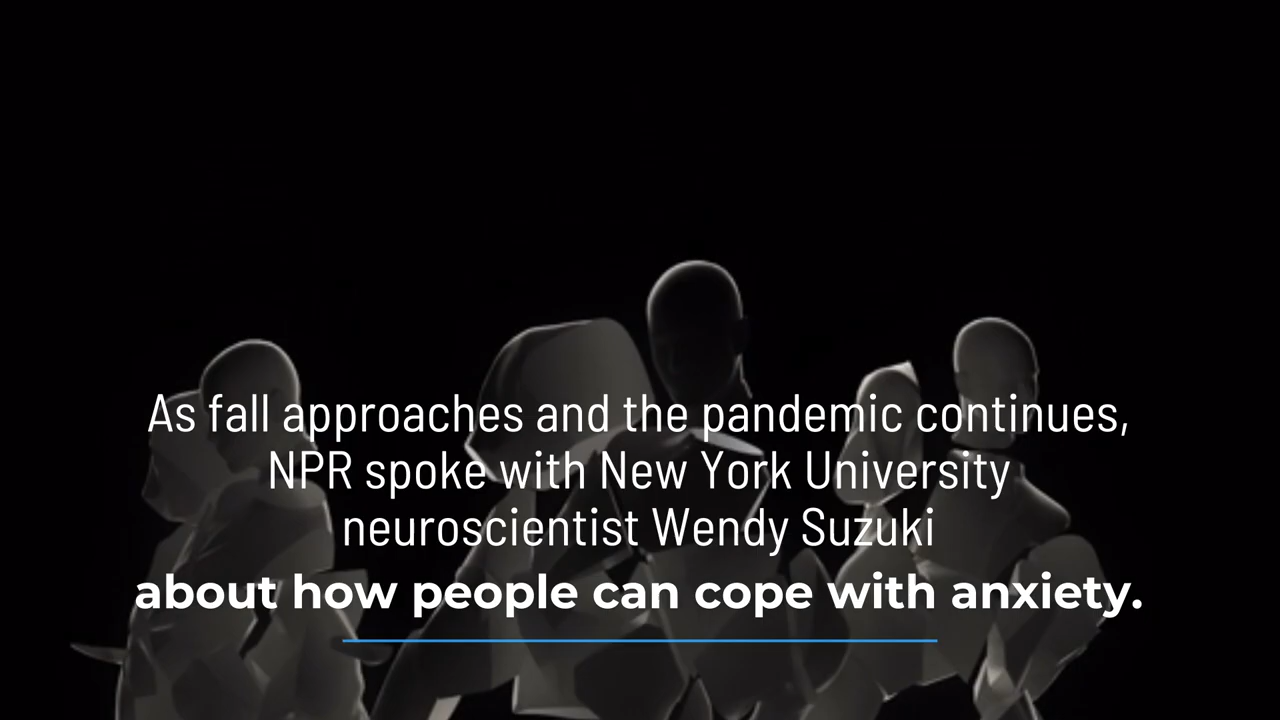 As fall approaches and the pandemic continues,
NPR spoke with New York University
neuroscientist Wendy Suzuki
about how people can cope with anxiety.